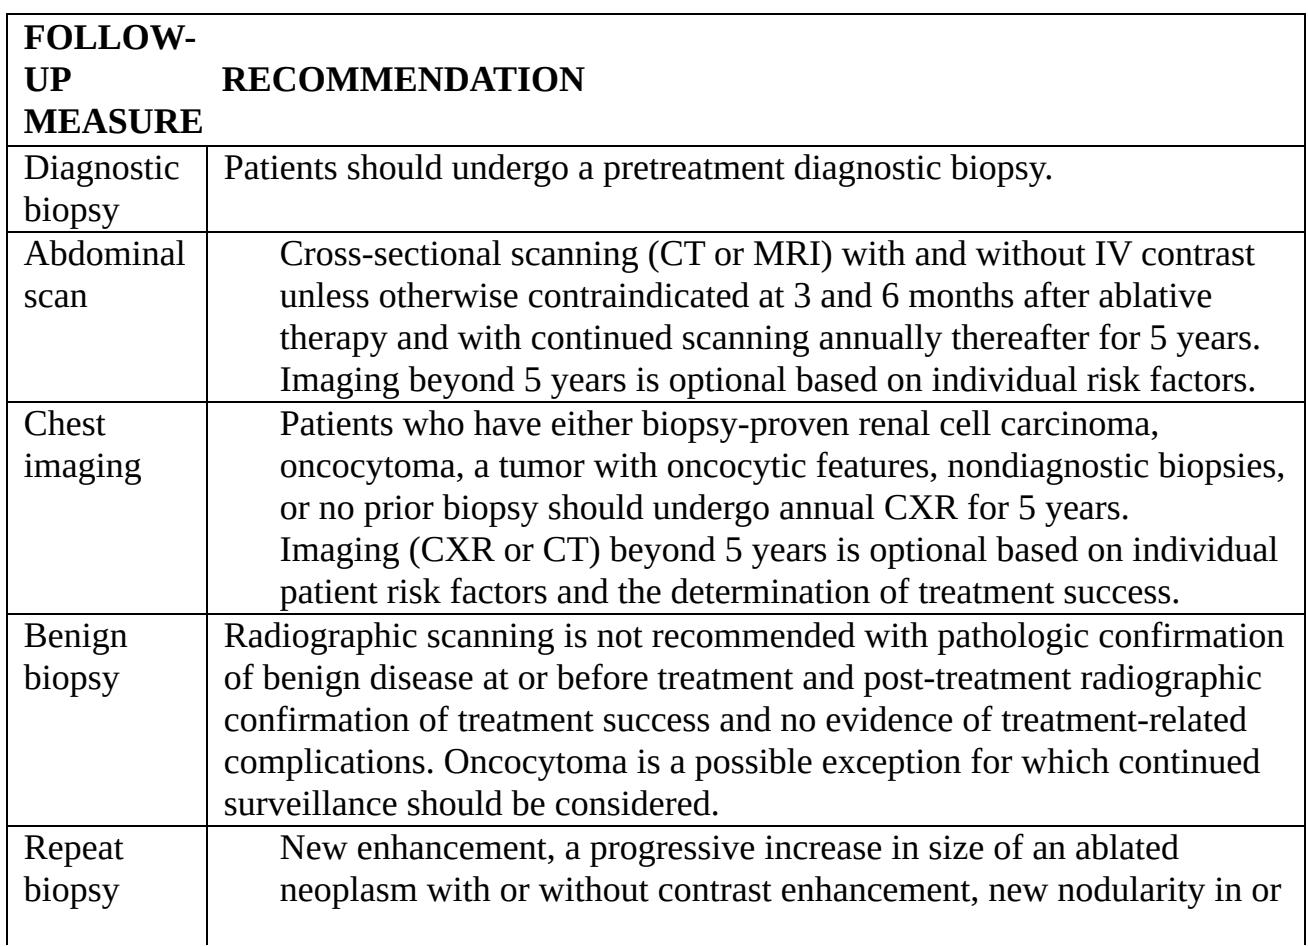 FOLLOW-
UP
MEASURE
RECOMMENDATION
Diagnostic
biopsy
Patients should undergo a pretreatment diagnostic biopsy.
Abdominal
scan
Cross-sectional scanning (CT or MRI) with and without IV contrast
unless otherwise contraindicated at 3 and 6 months after ablative
therapy and with continued scanning annually thereafter for 5 years.
Imaging beyond 5 years is optional based on individual risk factors.
Chest
imaging
Patients who have either biopsy-proven renal cell carcinoma,
oncocytoma, a tumor with oncocytic features, nondiagnostic biopsies,
or no prior biopsy should undergo annual CXR for 5 years.
Imaging (CXR or CT) beyond 5 years is optional based on individual
patient risk factors and the determination of treatment success.
Benign
biopsy
Radiographic scanning is not recommended with pathologic confirmation
of benign disease at or before treatment and post-treatment radiographic
confirmation of treatment success and no evidence of treatment-related
complications. Oncocytoma is a possible exception for which continued
surveillance should be considered.
Repeat
biopsy
New enhancement, a progressive increase in size of an ablated
neoplasm with or without contrast enhancement, new nodularity in or